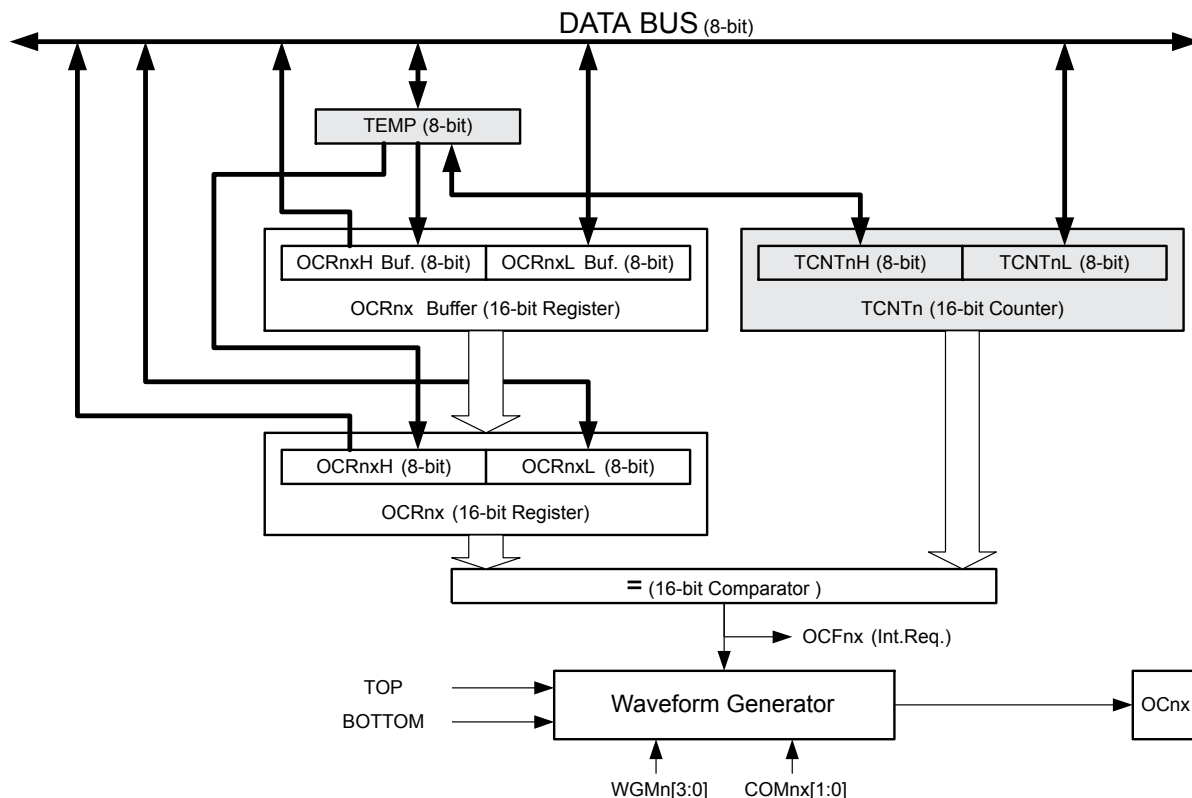 DATA BUS (8-bit)
TEMP (8-bit)
OCRnxH Buf. (8-bit)
OCRnxL Buf. (8-bit)
OCRnx Buffer (16-bit Register)
TCNTnH (8-bit)
TCNTnL (8-bit)
TCNTn (16-bit Counter)
OCRnxH (8-bit)
OCRnxL (8-bit)
OCRnx (16-bit Register)
= (16-bit Comparator )
OCFnx (Int.Req.)
TOP
BOTTOM
Waveform Generator
OCnx
WGMn[3:0]
COMnx[1:0]